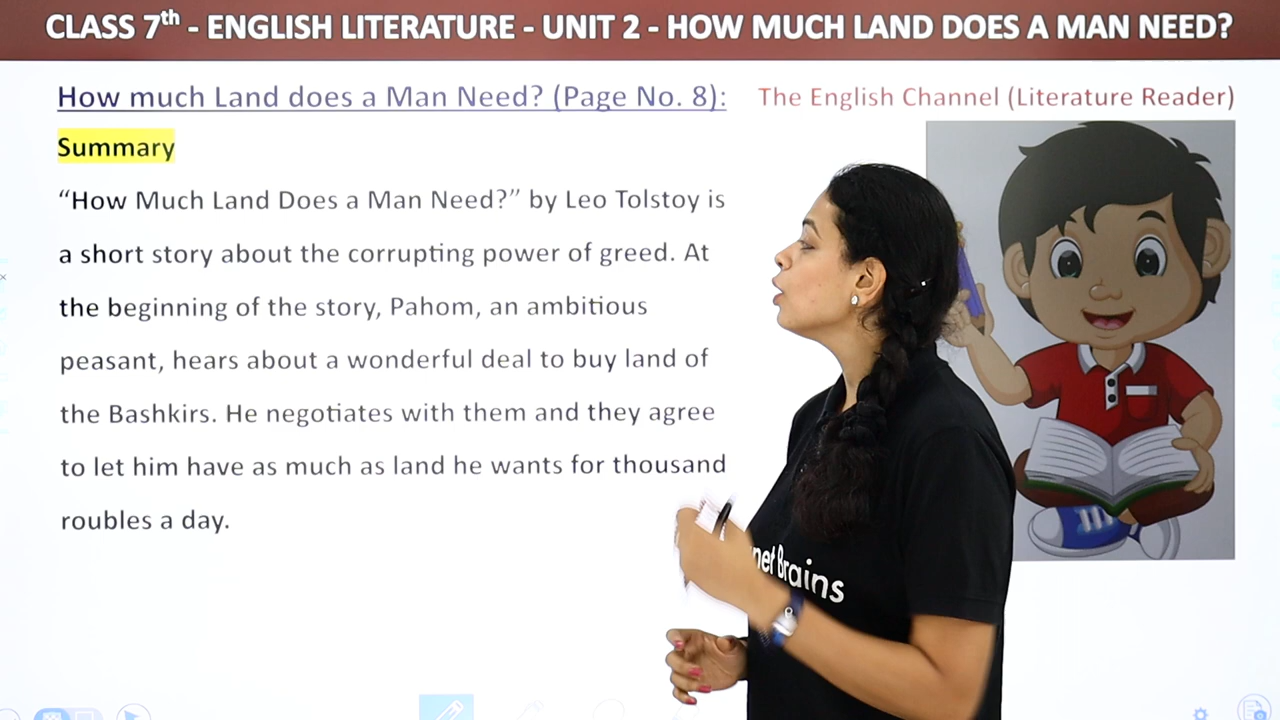 CLASS 7th - ENGLISH LITERATURE - UNIT 2 - HOW MUCH LAND DOES A MAN NEED?
How much Land does a Man Need? (Page No. 8):
The English Channel (Literature Reader)
Summary
“How Much Land Does a Man Need?” by Leo Tolstoy is
a short story about the corrupting power of greed. At
the beginning of the story, Pahom, an ambitious
peasant, hears about a wonderful deal to buy land of
the Bashkirs. He negotiates with them and they agree
to let him have as much as land he wants for thousand
roubles a day.
Brains